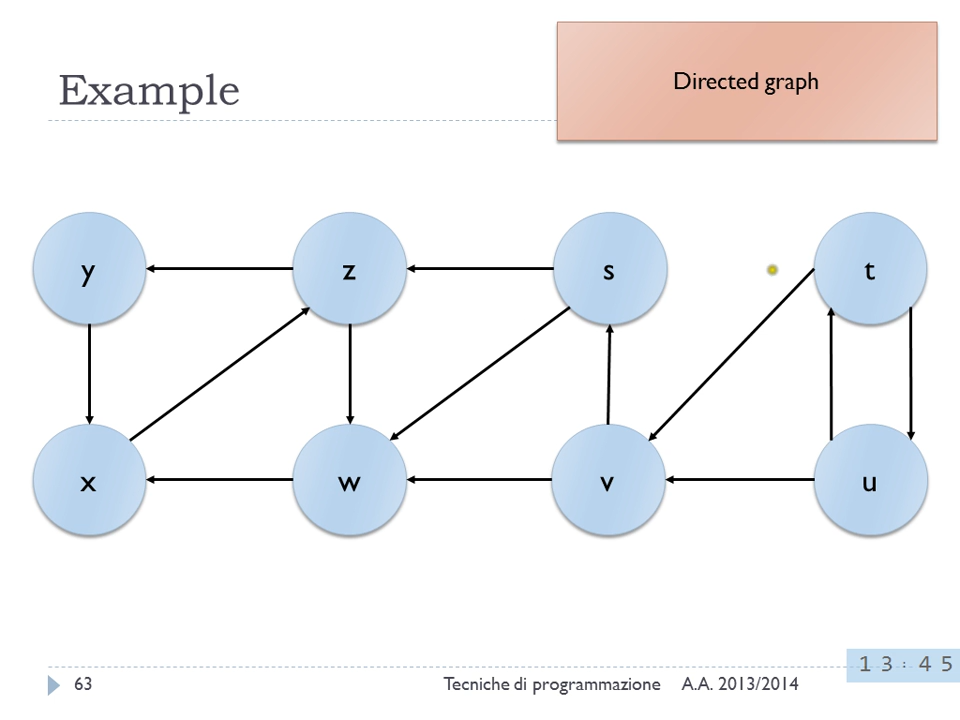 Example
Directed graph
y z s t
x w v u
63 Tecniche di programmazione A.A. 2013/2014
13:45